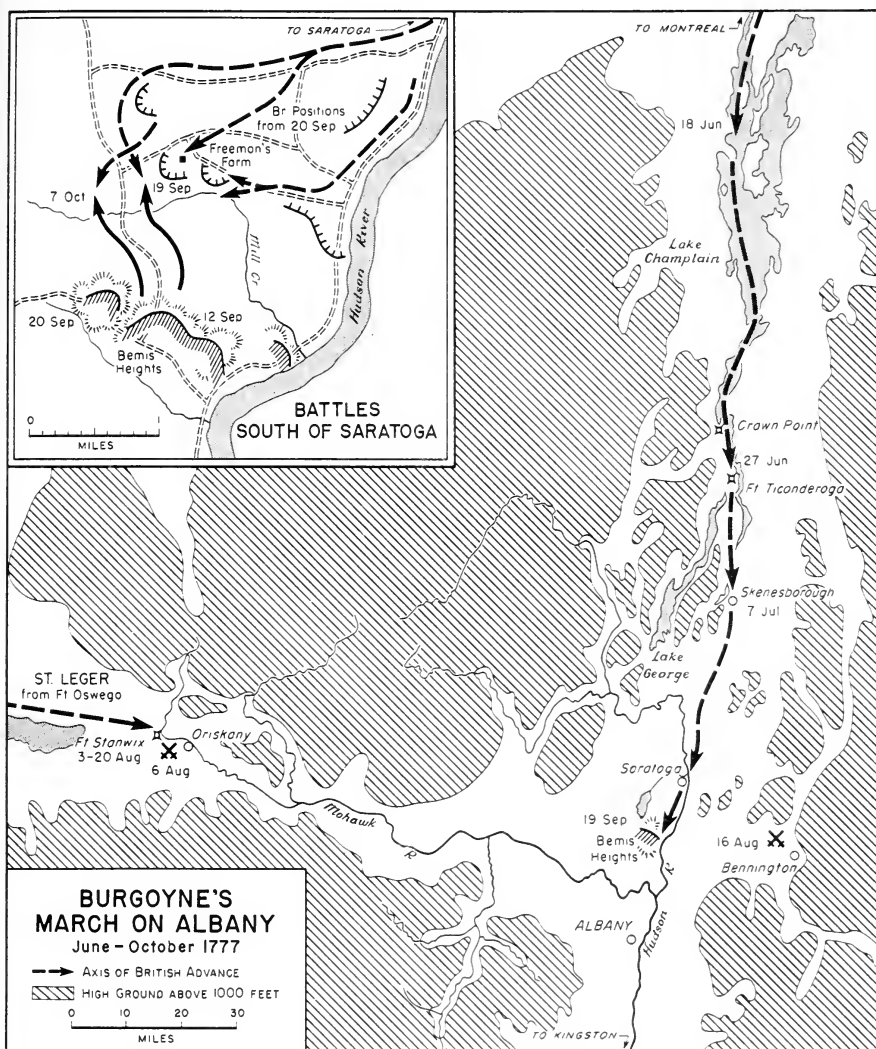 TO SARATOGA
Br Positions
from 20 Sep
Freeman's
Farm
19 Sep
7 Oct
Mill Cr
Hudson River
20 Sep
12 Sep
Bemis
Heights
0 1
MILES
BATTLES
SOUTH OF SARATOGA
TO MONTREAL
18 Jun
Lake
Champlain
Crown Point
27 Jun
Ft Ticonderoga
Skenesborough
7 Jul
Lake
George
ST. LEGER
from Ft Oswego
Ft Stanwix
3-20 Aug
Oriskany
6 Aug
Mohawk R
Saratoga
19 Sep
Bemis
Heights
16 Aug
Bennington
ALBANY
Hudson R
TO KINGSTON
BURGOYNE'S
MARCH ON ALBANY
June - October 1777
AXIS OF BRITISH ADVANCE
HIGH GROUND ABOVE 1000 FEET
0 10 20 30
MILES